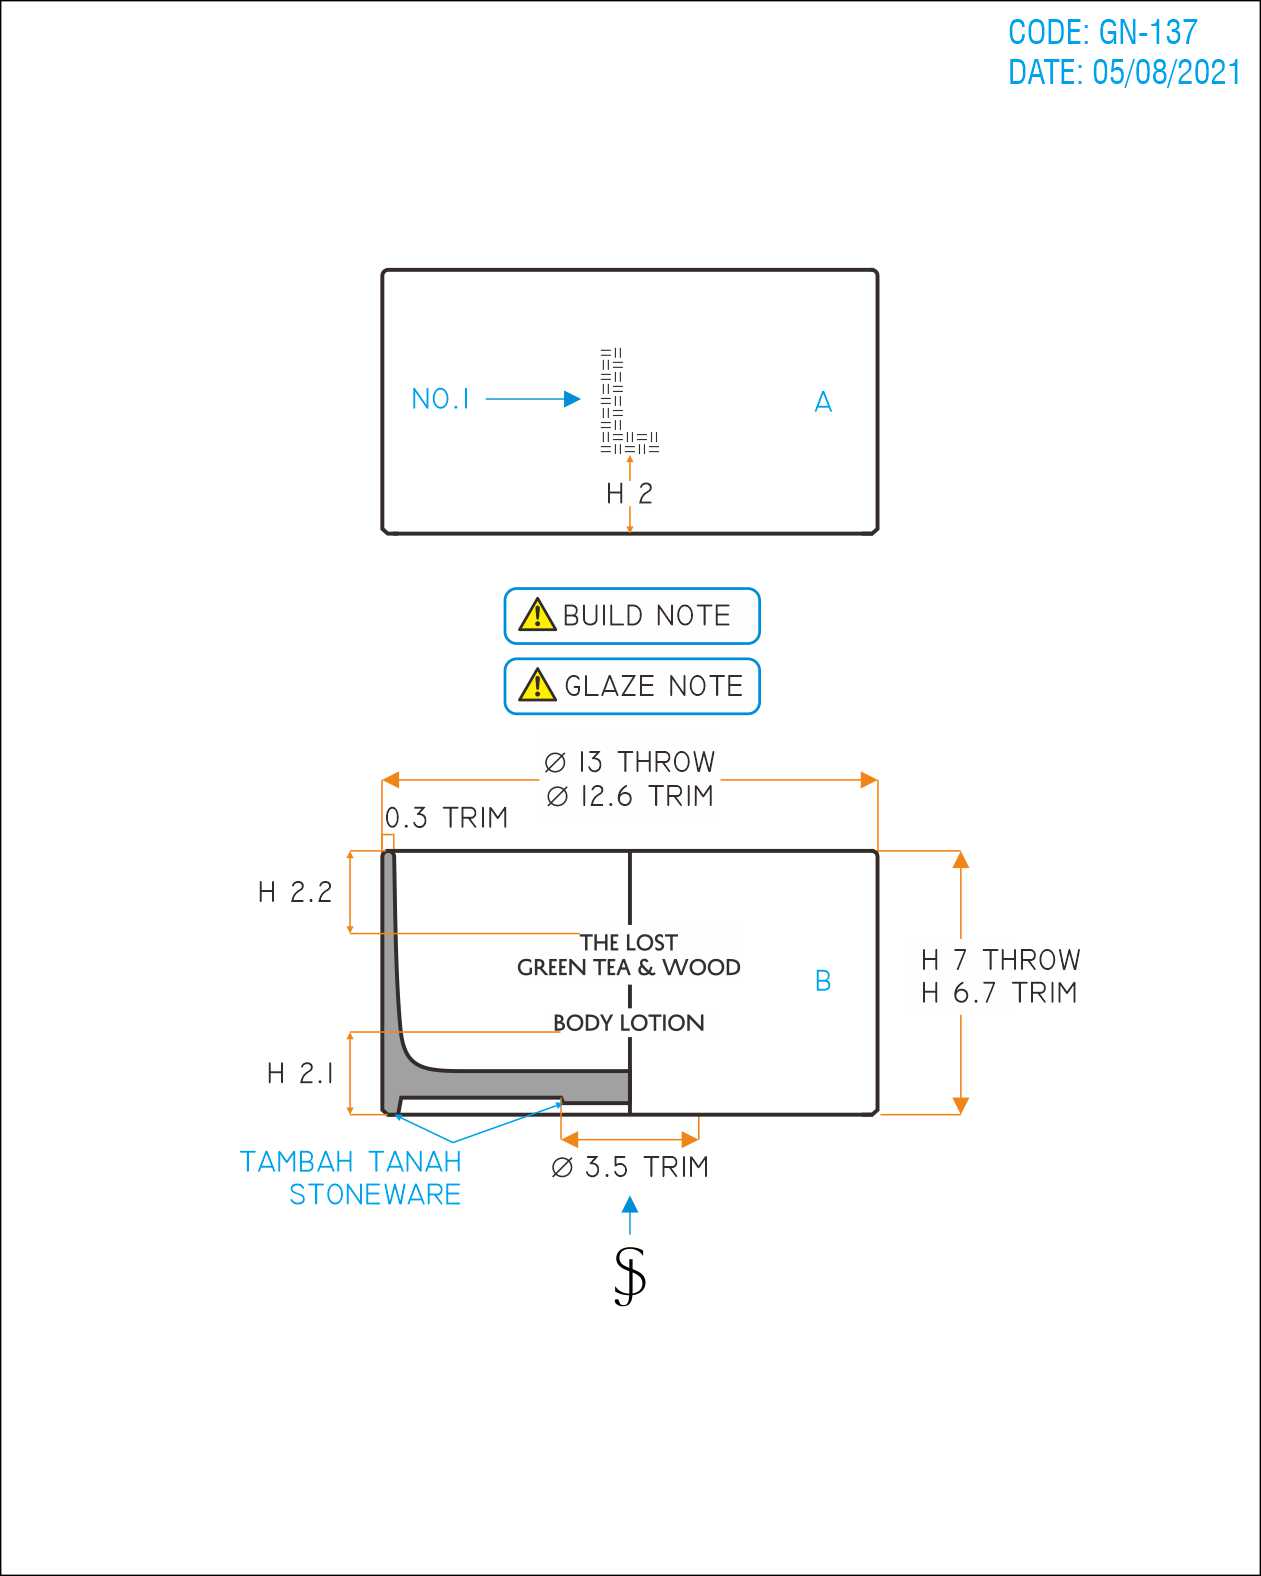 CODE: GN-137
DATE: 05/08/2021
NO.1
A
H 2
BUILD NOTE
GLAZE NOTE
Ø 13 THROW
Ø 12.6 TRIM
0.3 TRIM
H 2.2
THE LOST
GREEN TEA & WOOD
B
H 7 THROW
H 6.7 TRIM
BODY LOTION
H 2.1
TAMBAH TANAH
STONEWARE
Ø 3.5 TRIM